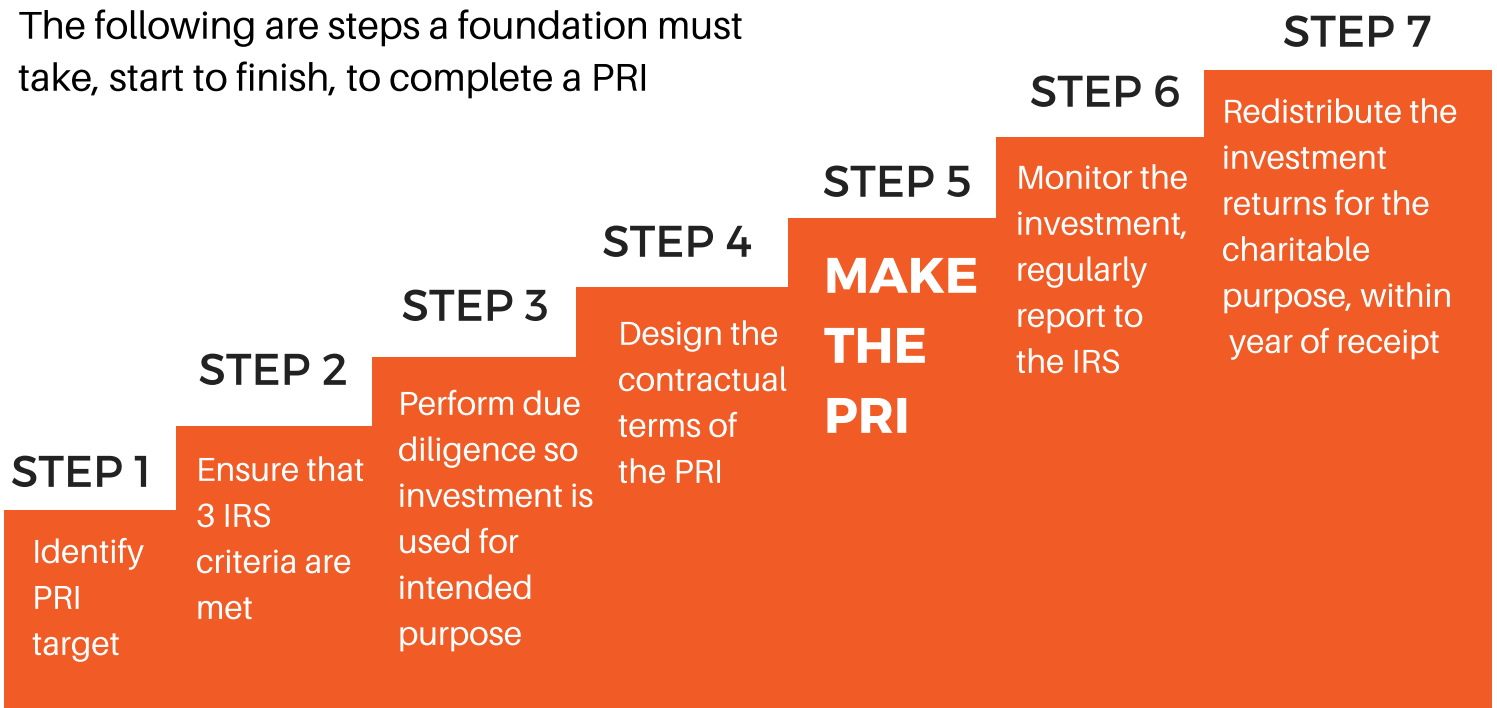 The following are steps a foundation must
take, start to finish, to complete a PRI
STEP 1
Identify
PRI
target
STEP 2
Ensure that
3 IRS
criteria are
met
STEP 3
Perform due
diligence so
investment is
used for
intended
purpose
STEP 4
Design the
contractual
terms of
the PRI
STEP 5
MAKE
THE
PRI
STEP 6
Monitor the
investment,
regularly
report to
the IRS
STEP 7
Redistribute the
investment
returns for the
charitable
purpose, within
year of receipt